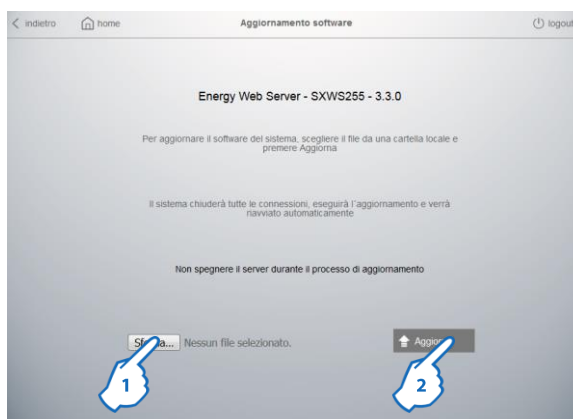 indietro home Aggiornamento software logout
Energy Web Server - SXWS255 - 3.3.0
Per aggiornare il software del sistema, scegliere il file da una cartella locale e
premere Aggiorna
Il sistema chiuderà tutte le connessioni, eseguirà l'aggiornamento e verrà
riavviato automaticamente
Non spegnere il server durante il processo di aggiornamento
Nessun file selezionato.
1 2